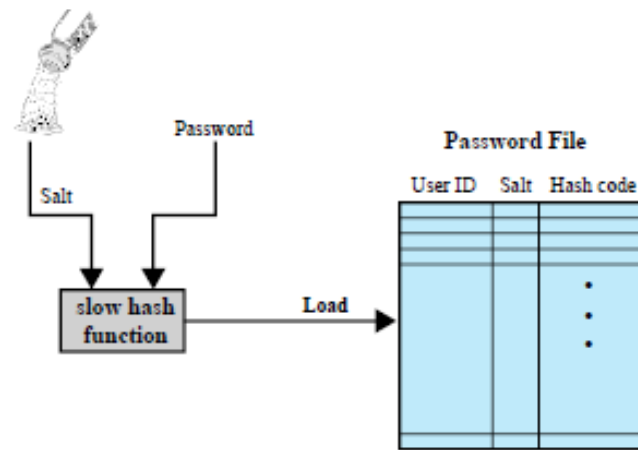 Password
Salt
slow hash
function
Load
Password File
User ID Salt Hash code